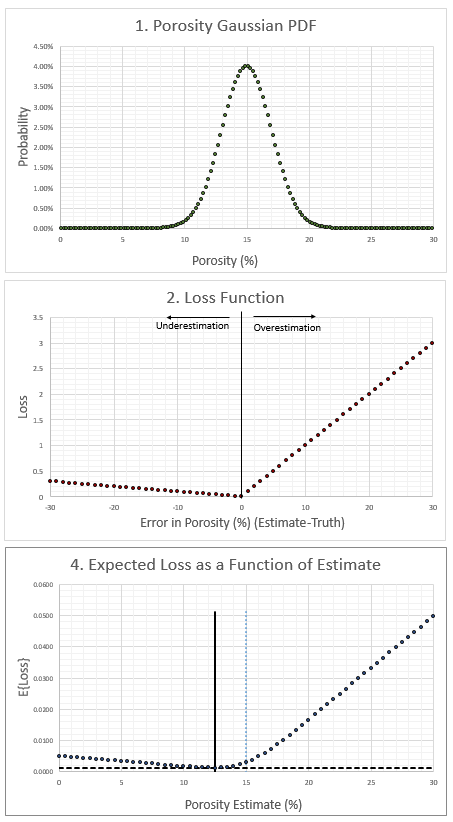 1. Porosity Gaussian PDF
4.50%
4.00%
3.50%
3.00%
2.50%
2.00%
1.50%
1.00%
0.50%
0.00%
Probability
0 5 10 15 20 25 30
Porosity (%)
2. Loss Function
Underestimation
Overestimation
3.5
3
2.5
2
1.5
1
0.5
0
Loss
-30 -20 -10 0 10 20 30
Error in Porosity (%) (Estimate-Truth)
4. Expected Loss as a Function of Estimate
0.0600
0.0500
0.0400
0.0300
0.0200
0.0100
0.0000
E{Loss}
0 5 10 15 20 25 30
Porosity Estimate (%)